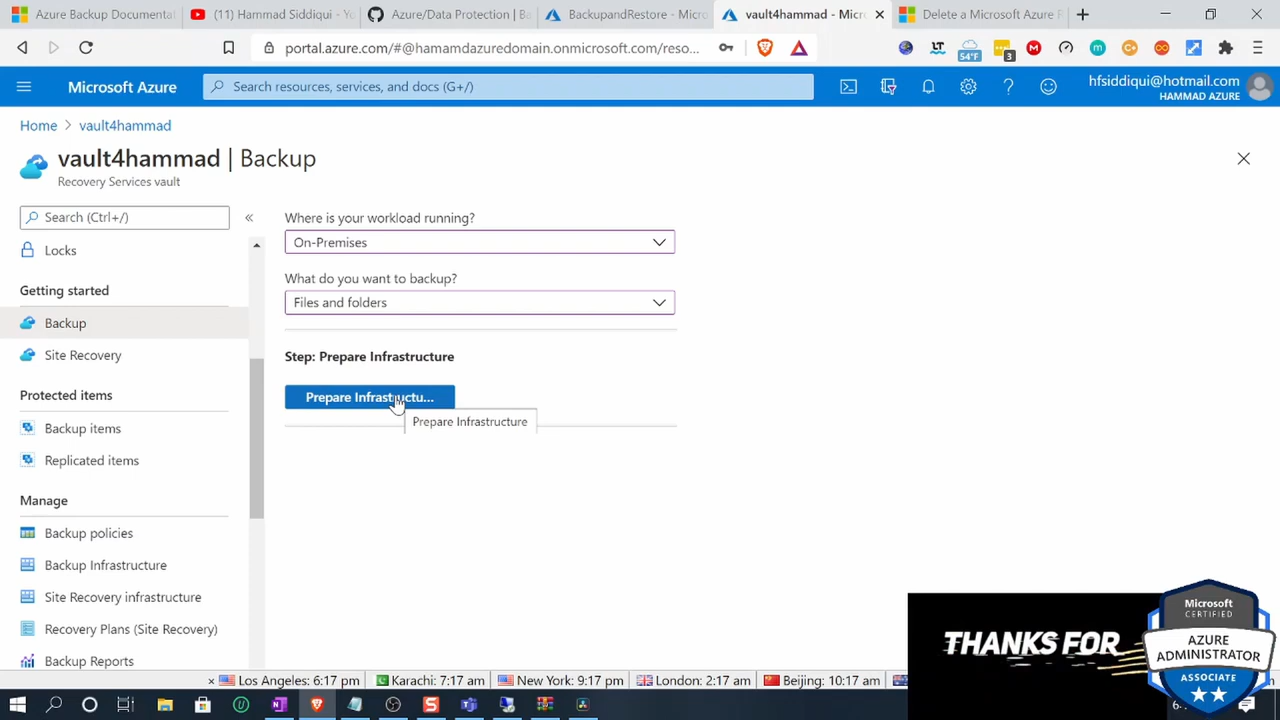 Azure Backup Documentat
(11) Hammad Siddiqui - Yo
Azure/Data Protection | Ba
BackupandRestore - Micro
vault4hammad - Micr
Delete a Microsoft Azure R
portal.azure.com/#@hamamdazuredomain.onmicrosoft.com/reso...
LT
54°F
3
Microsoft Azure
Search resources, services, and docs (G+/)
hfsiddiqui@hotmail.com
HAMMAD AZURE
Home > vault4hammad
vault4hammad | Backup
Recovery Services vault
Search (Ctrl+/)
«
Locks
Getting started
Backup
Site Recovery
Protected items
Backup items
Replicated items
Manage
Backup policies
Backup Infrastructure
Site Recovery infrastructure
Recovery Plans (Site Recovery)
Backup Reports
Where is your workload running?
On-Premises
What do you want to backup?
Files and folders
Step: Prepare Infrastructure
Prepare Infrastructu...
Prepare Infrastructure
THANKS FOR
Microsoft
CERTIFIED
AZURE
ADMINISTRATOR
ASSOCIATE
Los Angeles: 6:17 pm
Karachi: 7:17 am
New York: 9:17 pm
London: 2:17 am
Beijing: 10:17 am